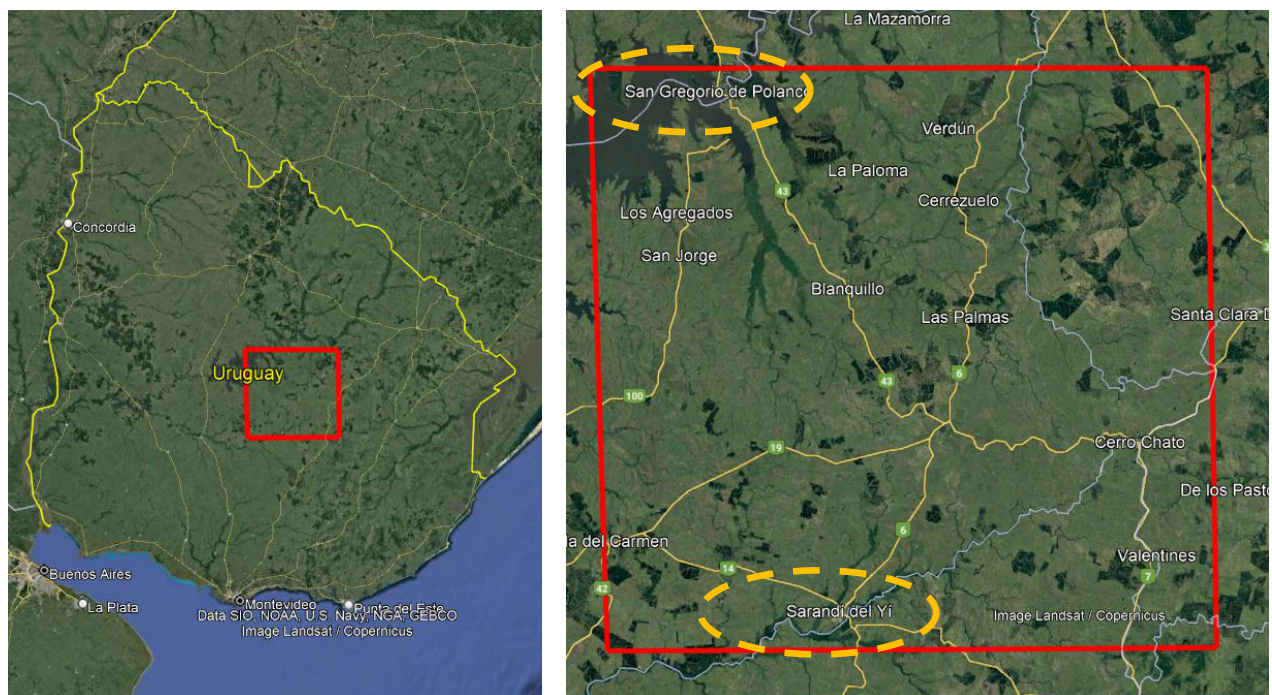 Concordia
Uruguay
Buenos Aires
La Plata
Montevideo
Punta del Este
Data SIO, NOAA, U.S. Navy, NGA, GEBCO
Image Landsat / Copernicus
La Mazamorra
San Gregorio de Polanco
Verdún
La Paloma
43
Cerrezuelo
Los Agregados
San Jorge
Blanquillo
Las Palmas
Santa Clara D
6
43
100
19
Cerro Chato
De los Pasto
6
la del Carmen
Valentines
14
7
42
Sarandí del Yí
Image Landsat / Copernicus